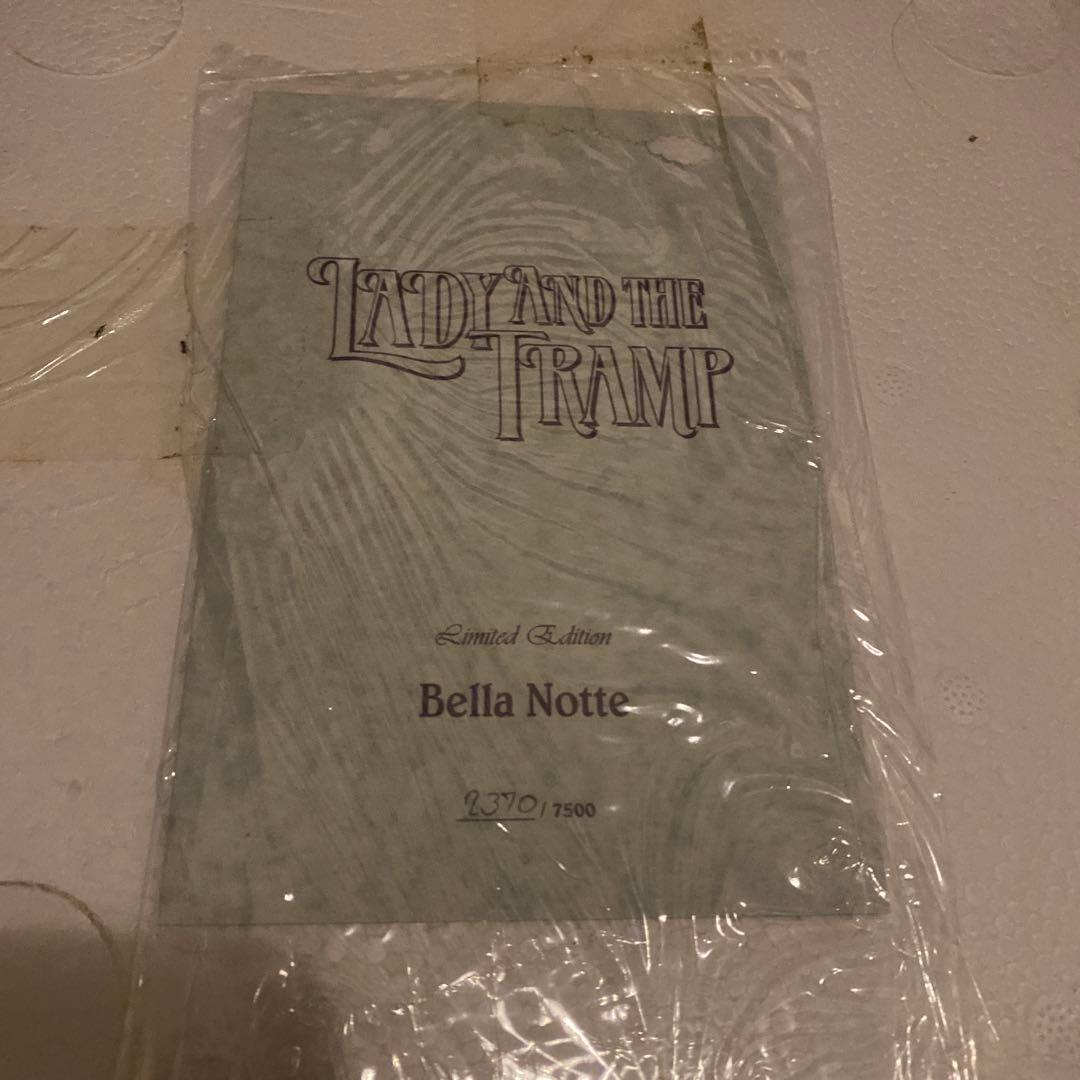 LADY AND THE
TRAMP
Limited Edition
Bella Notte
2370 / 7500